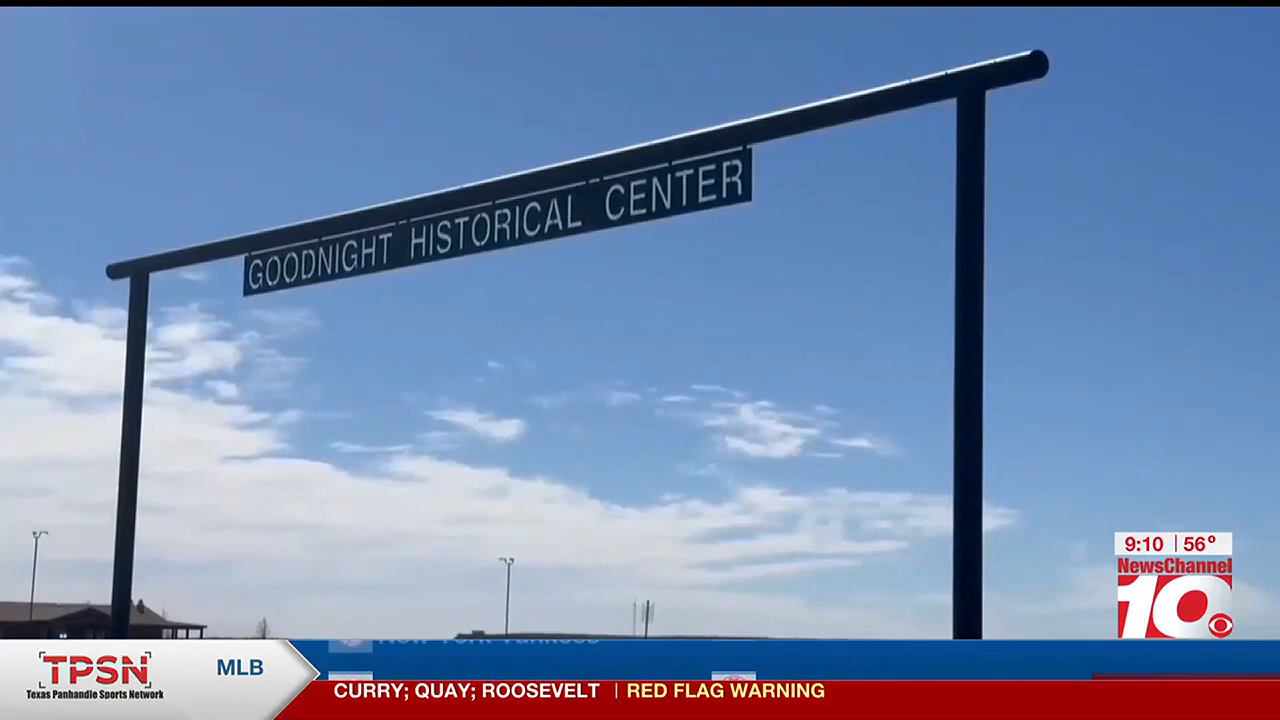 GOODNIGHT HISTORICAL CENTER
9:10 | 56°
NewsChannel
10
TPSN
Texas Panhandle Sports Network
MLB
CURRY; QUAY; ROOSEVELT | RED FLAG WARNING